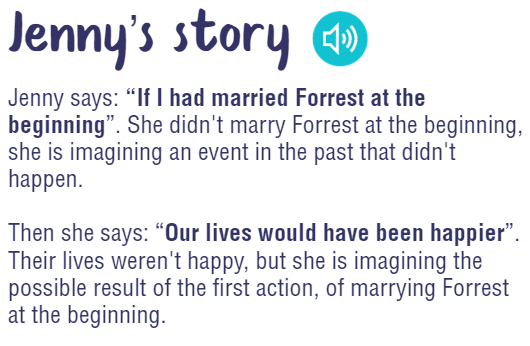 Jenny's story
Jenny says: “If I had married Forrest at the
beginning”. She didn't marry Forrest at the beginning,
she is imagining an event in the past that didn't
happen.
Then she says: “Our lives would have been happier”.
Their lives weren't happy, but she is imagining the
possible result of the first action, of marrying Forrest
at the beginning.